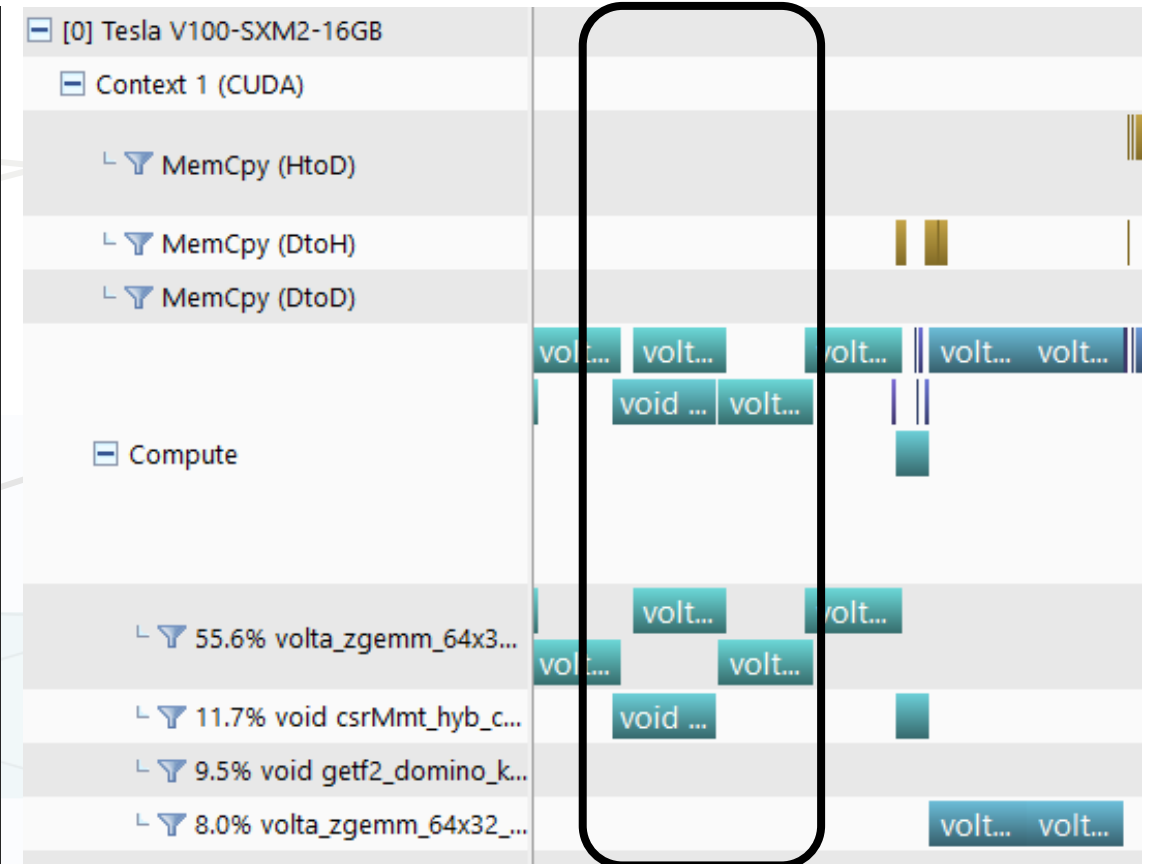 [0] Tesla V100-SXM2-16GB
Context 1 (CUDA)
MemCpy (HtoD)
MemCpy (DtoH)
MemCpy (DtoD)
volt... volt... volt... volt... volt...
void ... volt...
Compute
volt... volt...
55.6% volta_zgemm_64x3...
volt... volt...
11.7% void csrMmt_hyb_c... void ...
9.5% void getf2_domino_k...
8.0% volta_zgemm_64x32_... volt... volt...